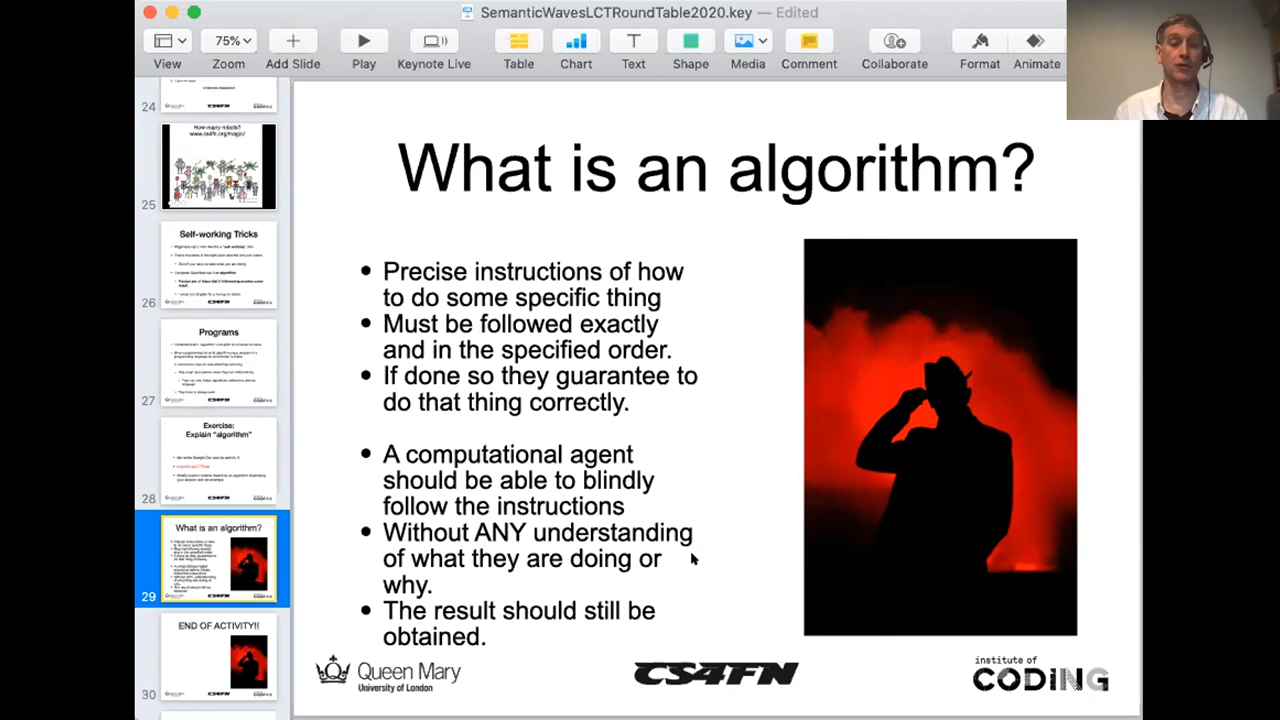 SemanticWavesLCTRoundTable2020.key — Edited
75%
View
Zoom
Add Slide
Play
Keynote Live
Table
Chart
Text
Shape
Media
Comment
Collaborate
Format
Animate
24
How many robots?
www.cs4fn.org/magic/
25
Self-working Tricks
26
Programs
27
Exercise:
Explain "algorithm"
28
What is an algorithm?
29
END OF ACTIVITY!!
30
What is an algorithm?
• Precise instructions of how
to do some specific thing
• Must be followed exactly
and in the specified order.
• If done so they guarantee to
do that thing correctly.
• A computational agent
should be able to blindly
follow the instructions
• Without ANY understanding
of what they are doing or
why.
• The result should still be
obtained.
Queen Mary
University of London
CS4FN
institute of
CODING